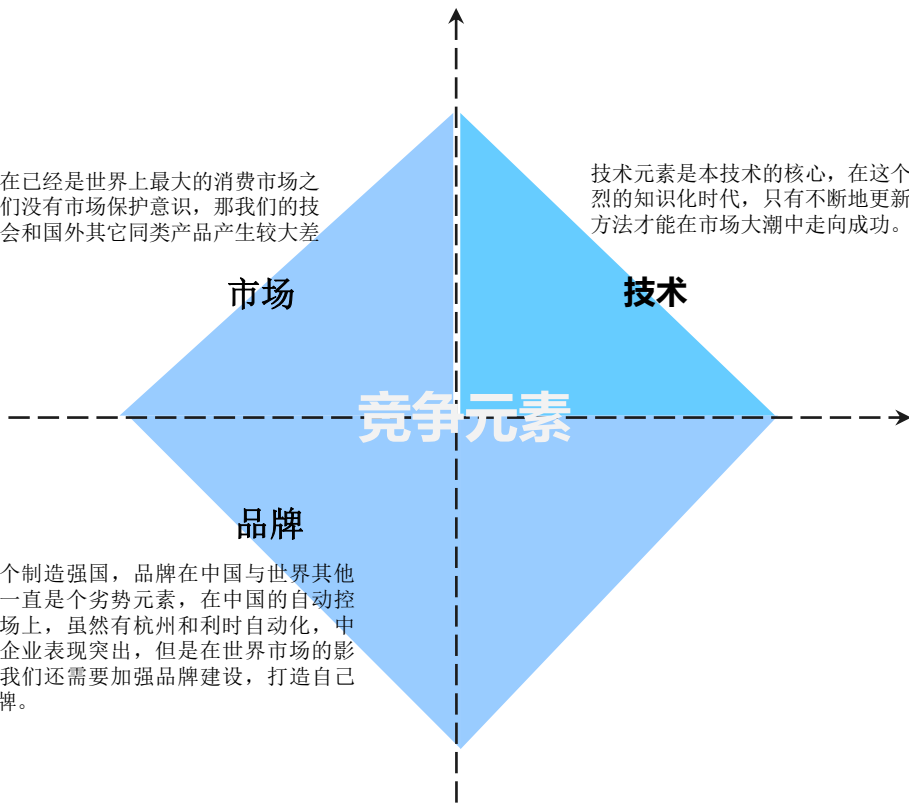 在已经是世界上最大的消费市场之
们没有市场保护意识，那我们的技
会和国外其它同类产品产生较大差
市场
技术元素是本技术的核心，在这个
烈的知识化时代，只有不断地更新
方法才能在市场大潮中走向成功。
技术
竞争元素
品牌
个制造强国，品牌在中国与世界其他
一直是个劣势元素，在中国的自动控
场上，虽然有杭州和利时自动化，中
企业表现突出，但是在世界市场的影
我们还需要加强品牌建设，打造自己
牌。